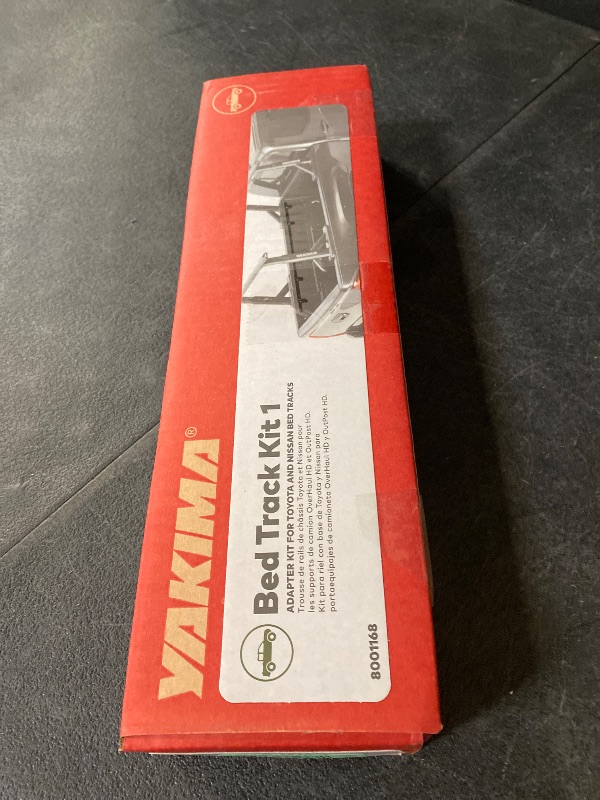 YAKIMA®
Bed Track Kit 1
ADAPTER KIT FOR TOYOTA AND NISSAN BED TRACKS
Trousse de rails de châssis Toyota et Nissan pour
les supports de camion OverHaul HD et OutPost HD.
Kit para riel con base de Toyota y Nissan para
portaequipajes de camioneta OverHaul HD y OutPost HD.
8001168